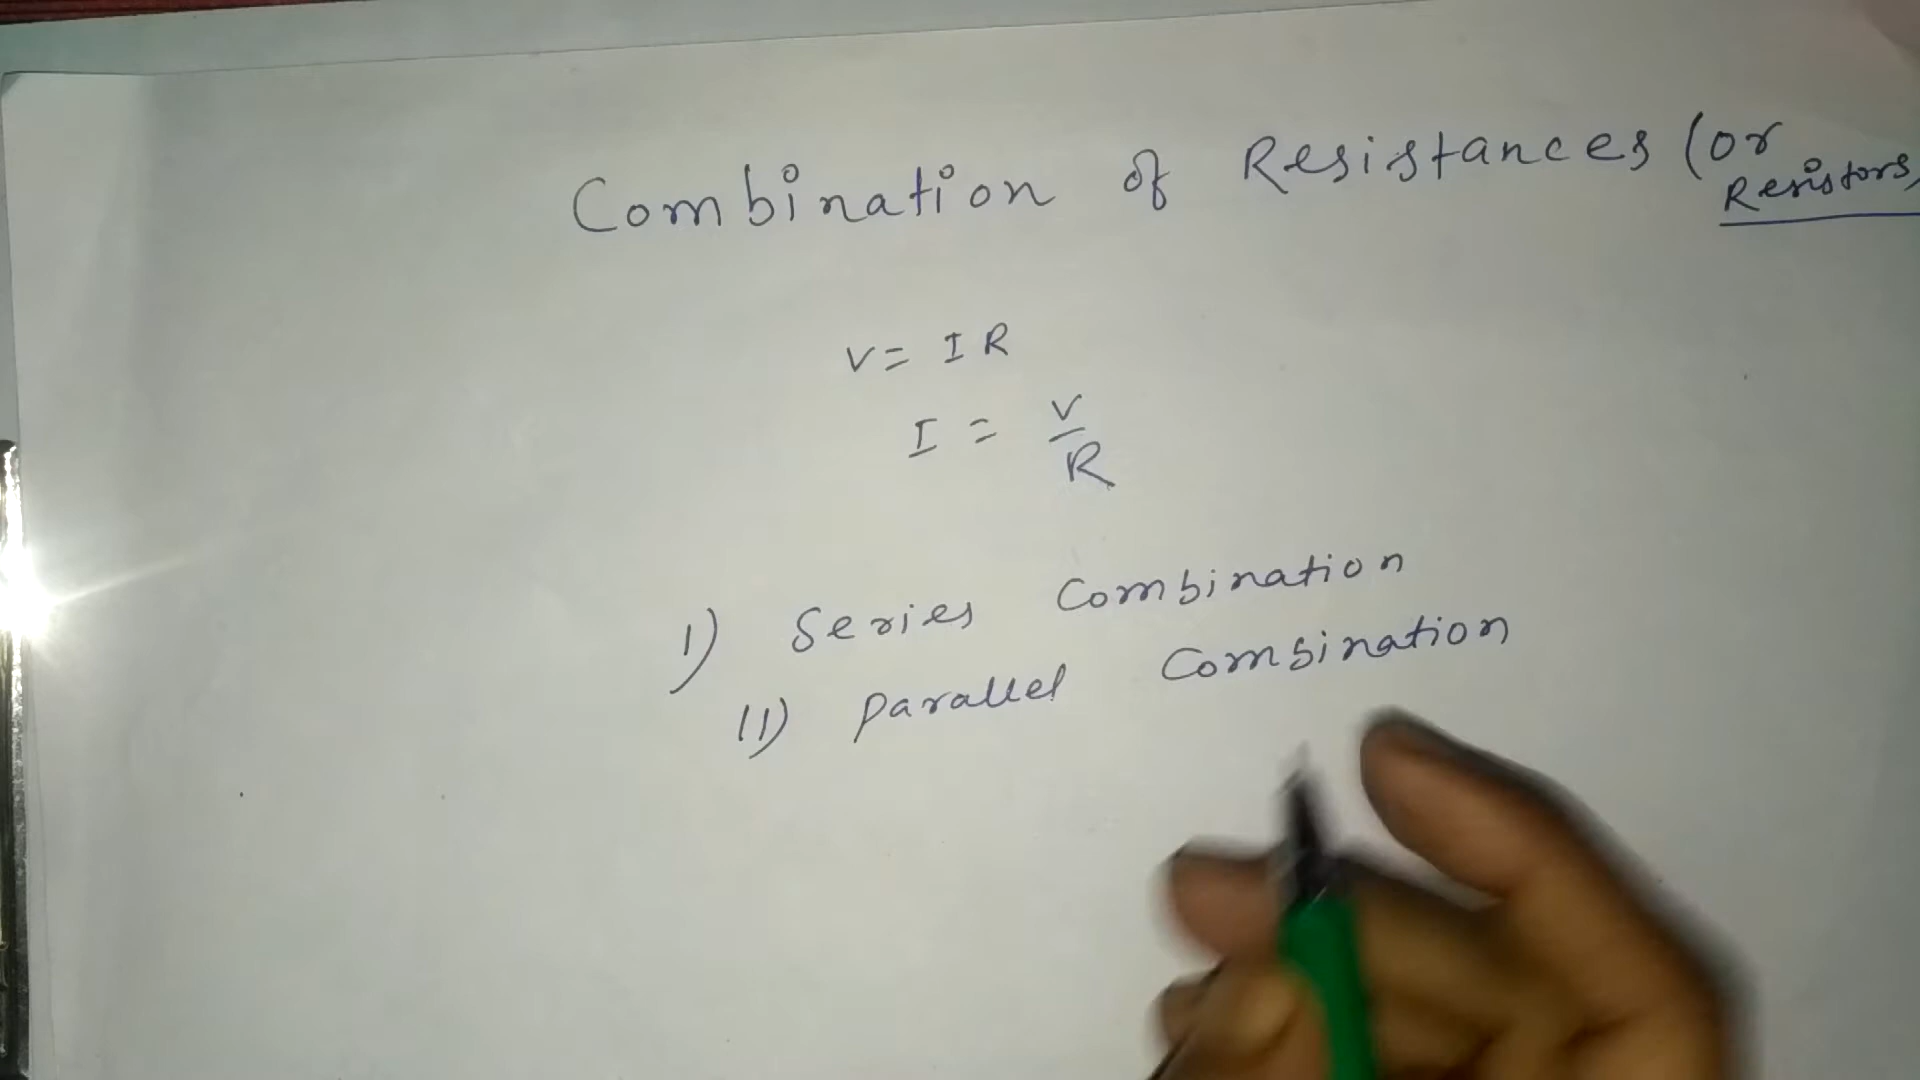 Combination of Resistances (or
Resistors,
V = IR
I = V/R
I) Series Combination
II) Parallel Combination